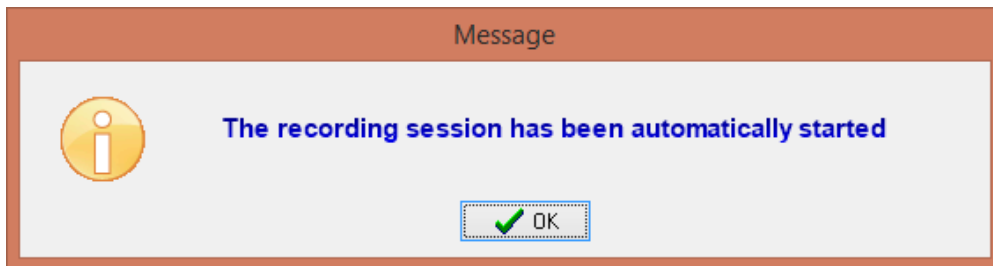 Message
The recording session has been automatically started
OK